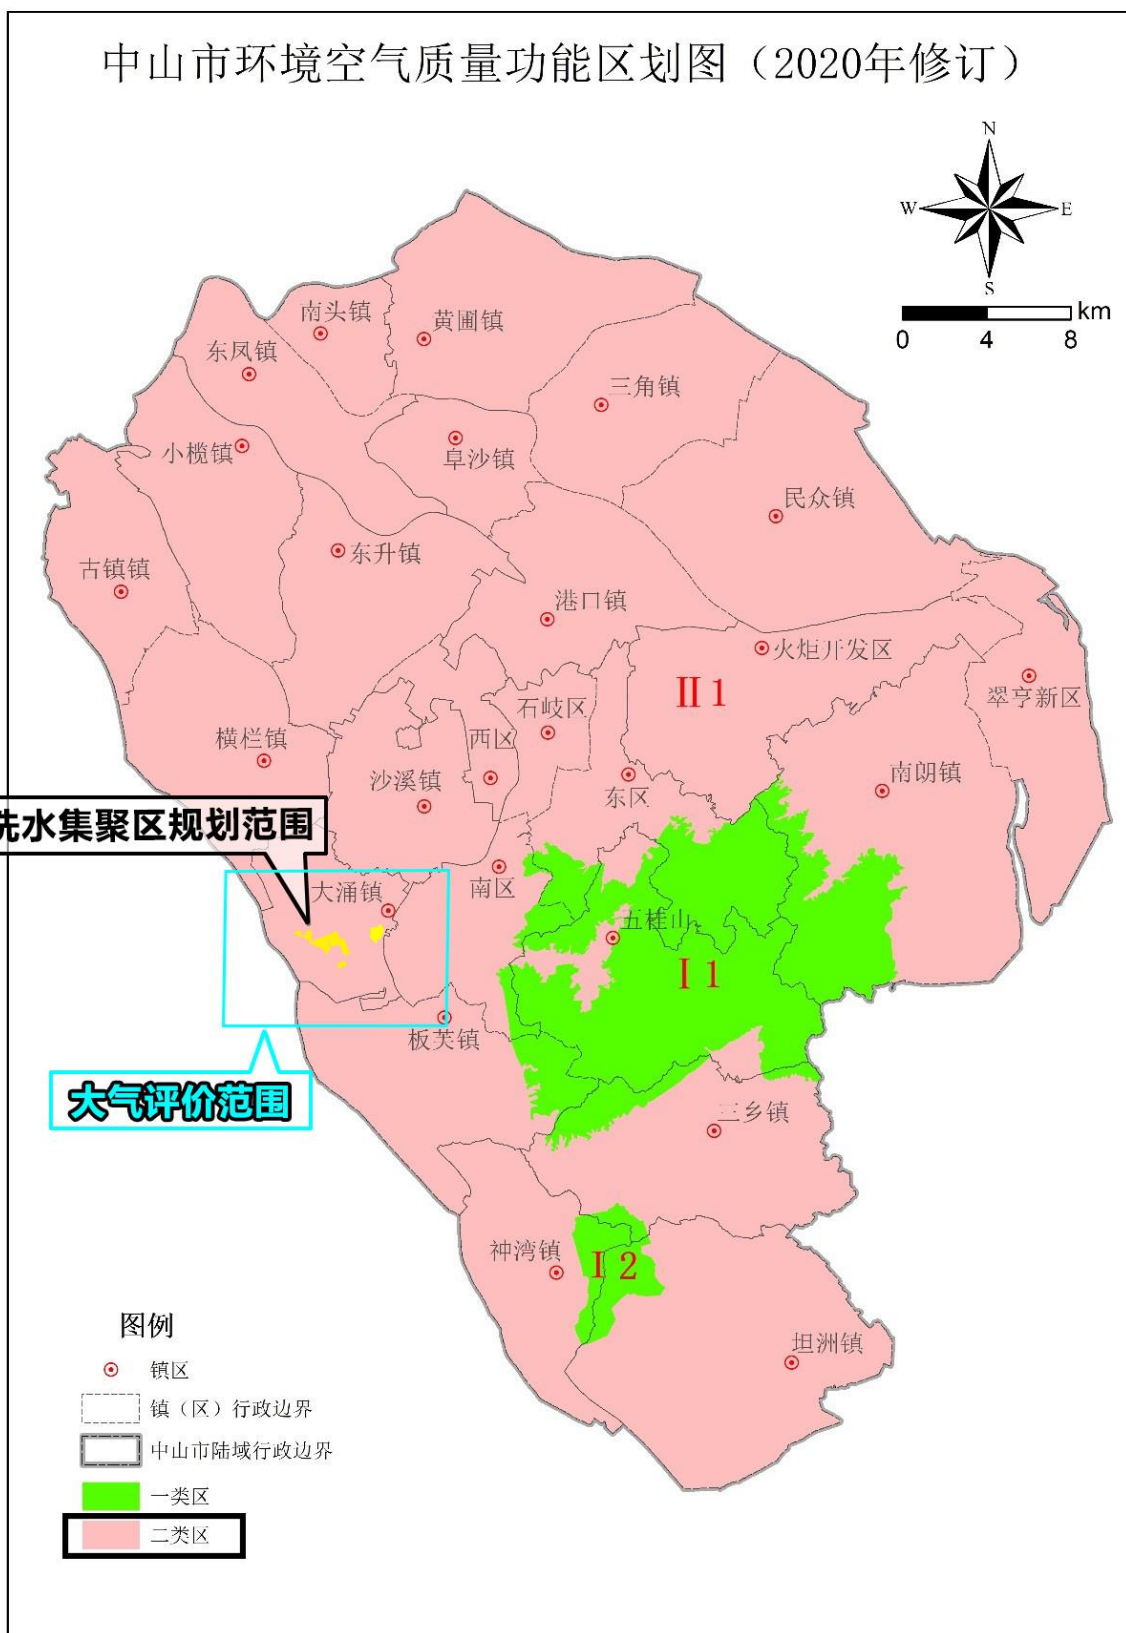 中山市环境空气质量功能区划图（2020年修订）
N
W
E
S
km
0 4 8
南头镇
黄圃镇
东凤镇
三角镇
小榄镇
阜沙镇
民众镇
东升镇
古镇镇
港口镇
火炬开发区
II 1
翠亨新区
石岐区
横栏镇
西区
沙溪镇
东区
南朗镇
洗水集聚区规划范围
南区
大涌镇
五桂山
I 1
板芙镇
大气评价范围
三乡镇
神湾镇
I 2
坦洲镇
图例
镇区
镇（区）行政边界
中山市陆域行政边界
一类区
二类区